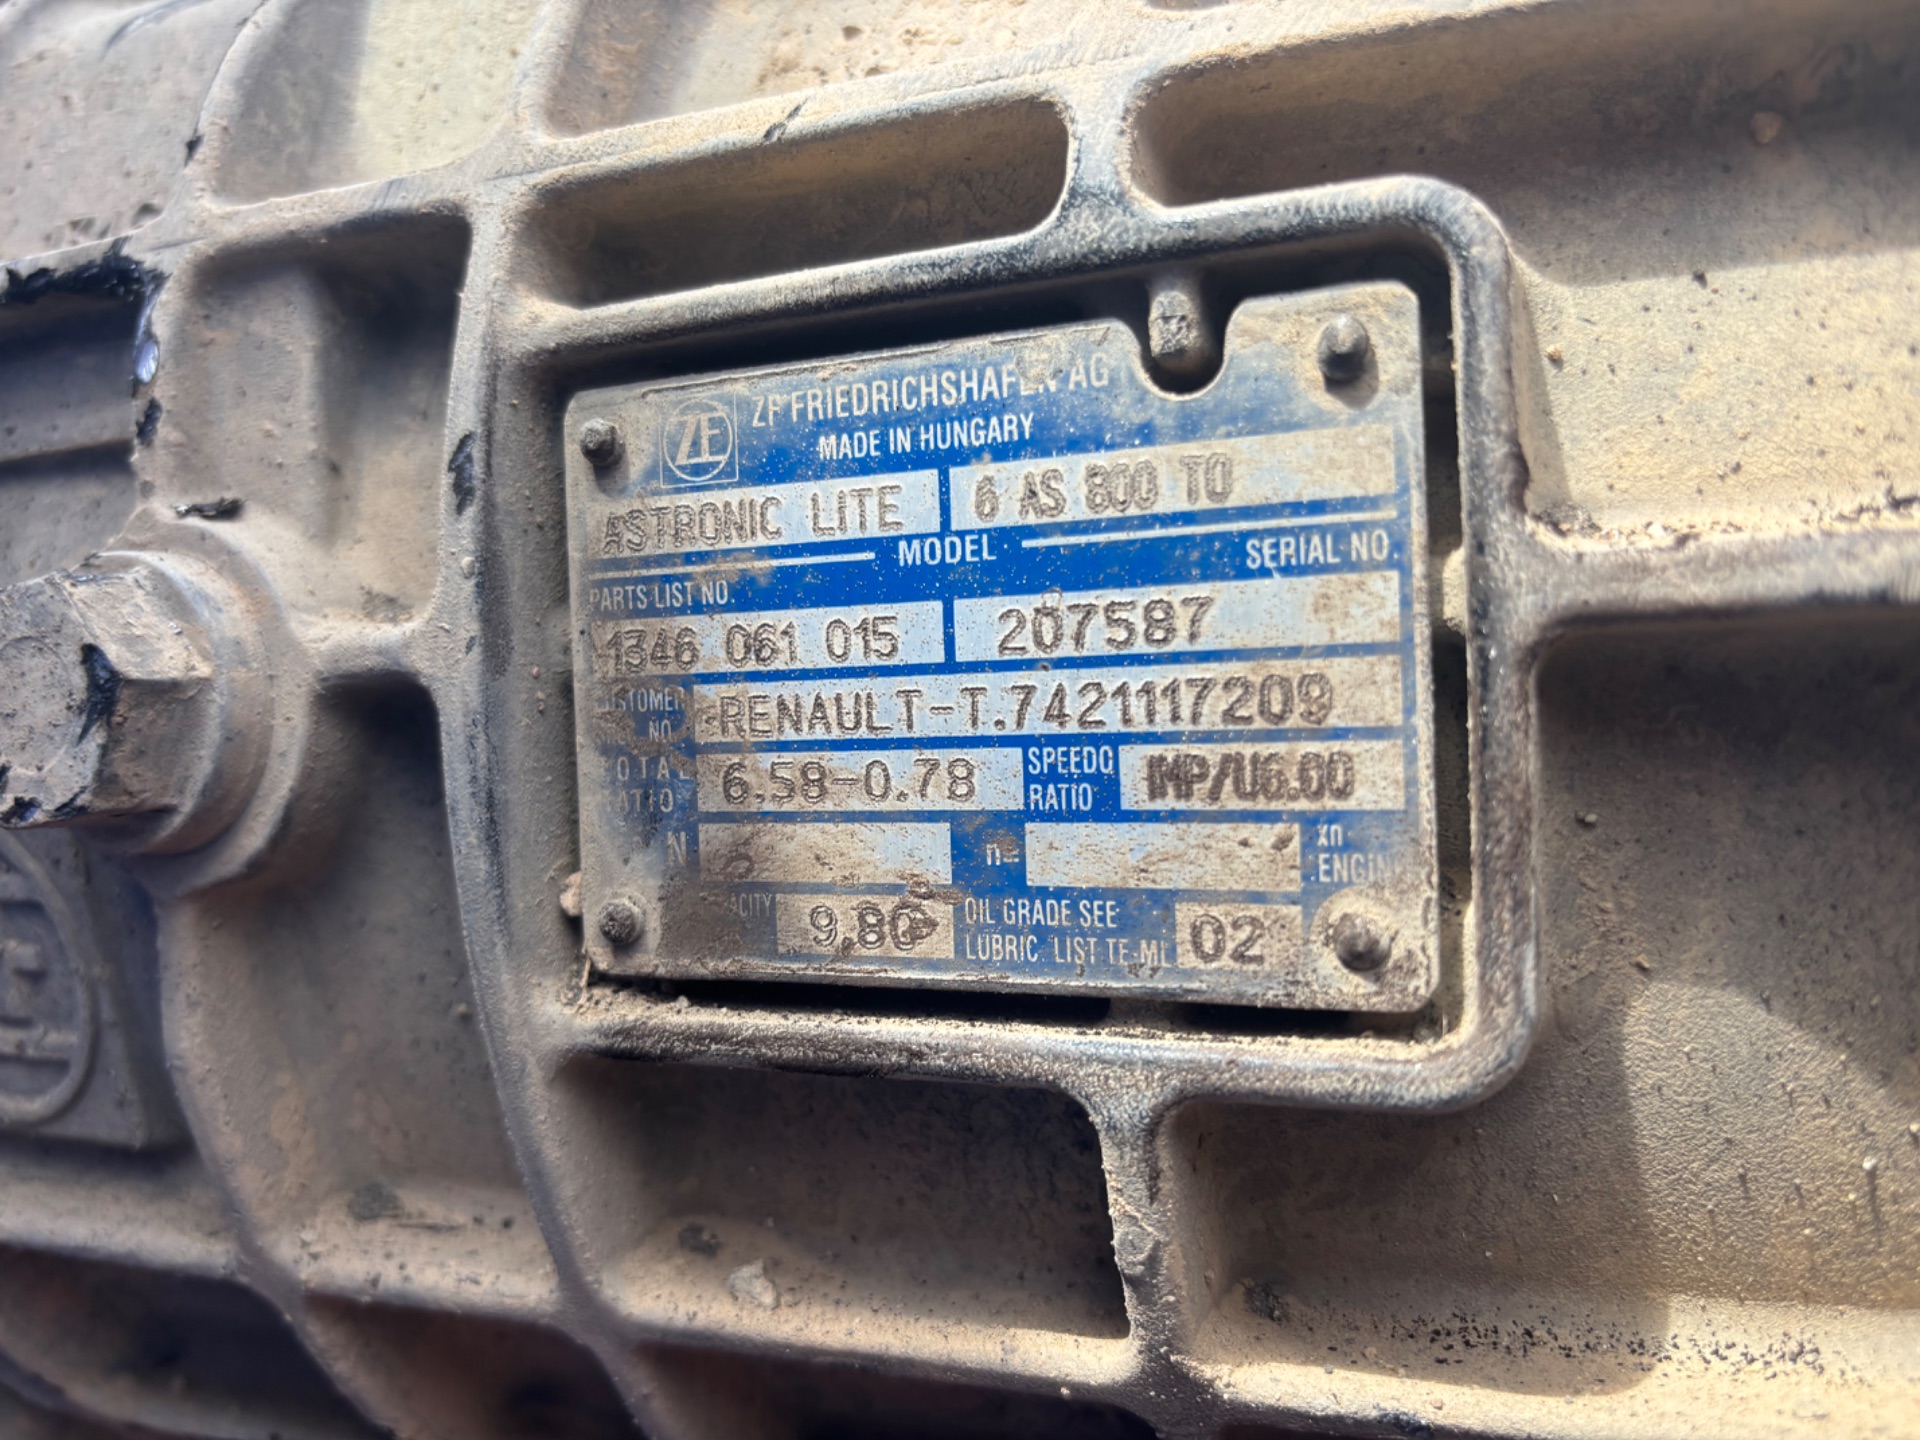 ZF
ZF FRIEDRICHSHAFEN AG
MADE IN HUNGARY
ASTRONIC LITE 6 AS 800 TO
MODEL SERIAL NO.
PARTS LIST NO.
1346 061 015 207587
CUSTOMER NO. RENAULT-T.7421117209
TOTAL RATIO 6.58-0.78 SPEEDO RATIO IMP/U6.00
N n= xn ENGINE
9,80 OIL GRADE SEE
LUBRIC. LIST TE-ML 02